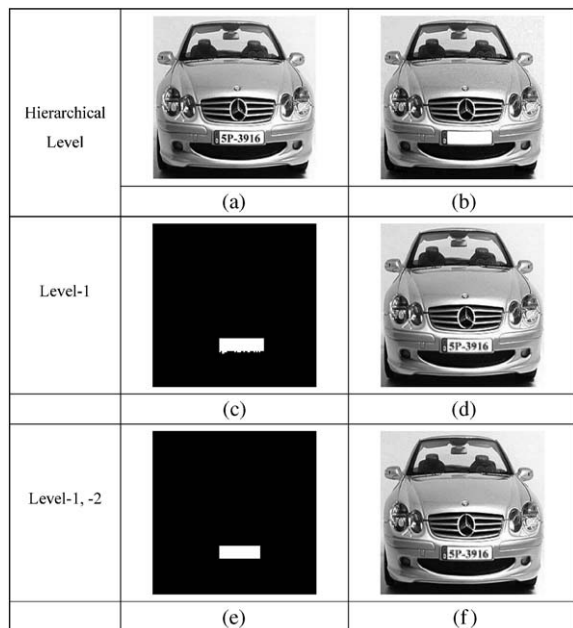 Hierarchical
Level
5P-3916
(a)
(b)
Level-1
5P-3916
(c)
(d)
Level-1, -2
5P-3916
(e)
(f)